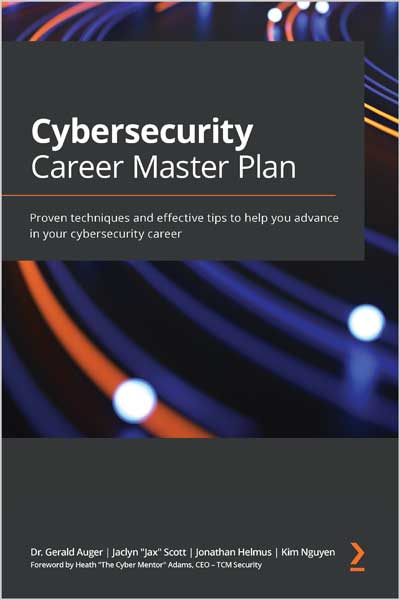 Cybersecurity
Career Master Plan
Proven techniques and effective tips to help you advance
in your cybersecurity career
Dr. Gerald Auger | Jaclyn "Jax" Scott | Jonathan Helmus | Kim Nguyen
Foreword by Heath "The Cyber Mentor" Adams, CEO – TCM Security